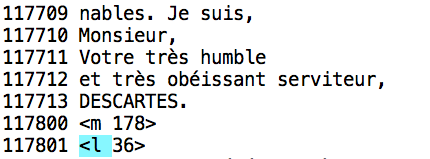 117709 nables. Je suis,
117710 Monsieur,
117711 Votre très humble
117712 et très obéissant serviteur,
117713 DESCARTES.
117800 <m 178>
117801 <l 36>